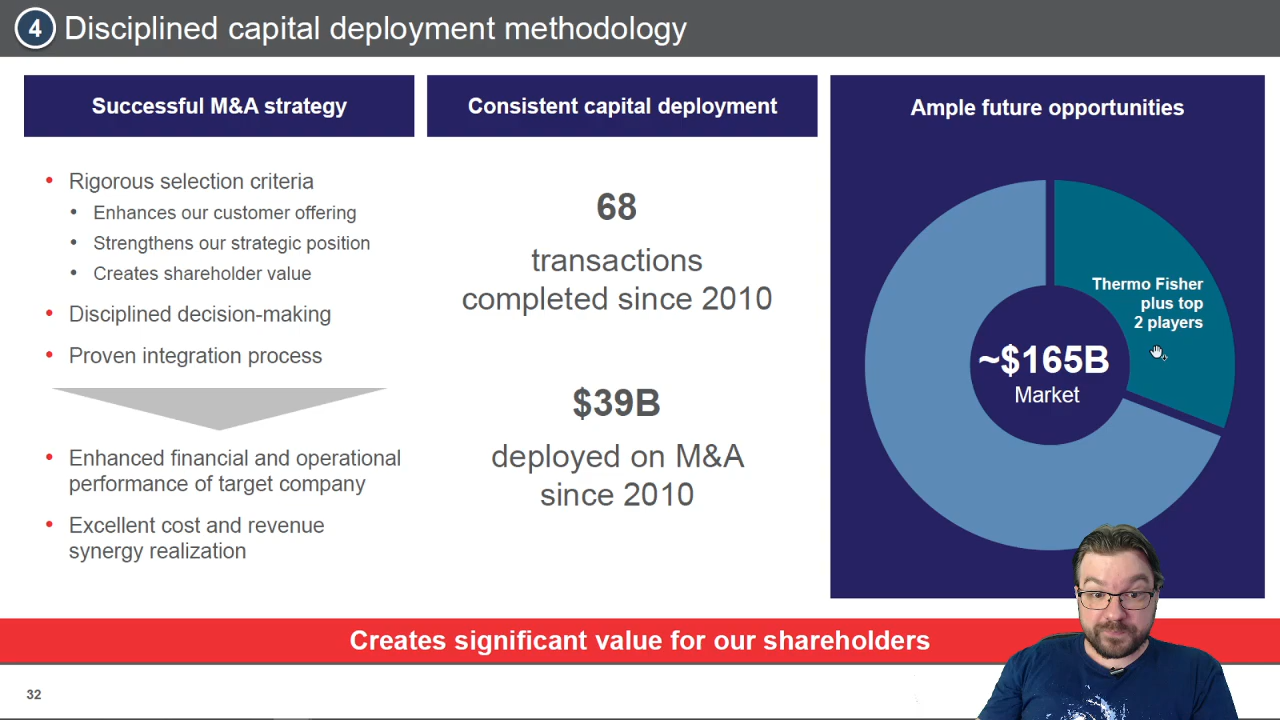 4 Disciplined capital deployment methodology
Successful M&A strategy
• Rigorous selection criteria
• Enhances our customer offering
• Strengthens our strategic position
• Creates shareholder value
• Disciplined decision-making
• Proven integration process
• Enhanced financial and operational
performance of target company
• Excellent cost and revenue
synergy realization
Consistent capital deployment
68
transactions
completed since 2010
$39B
deployed on M&A
since 2010
Ample future opportunities
Thermo Fisher
plus top
2 players
~$165B
Market
Creates significant value for our shareholders
32